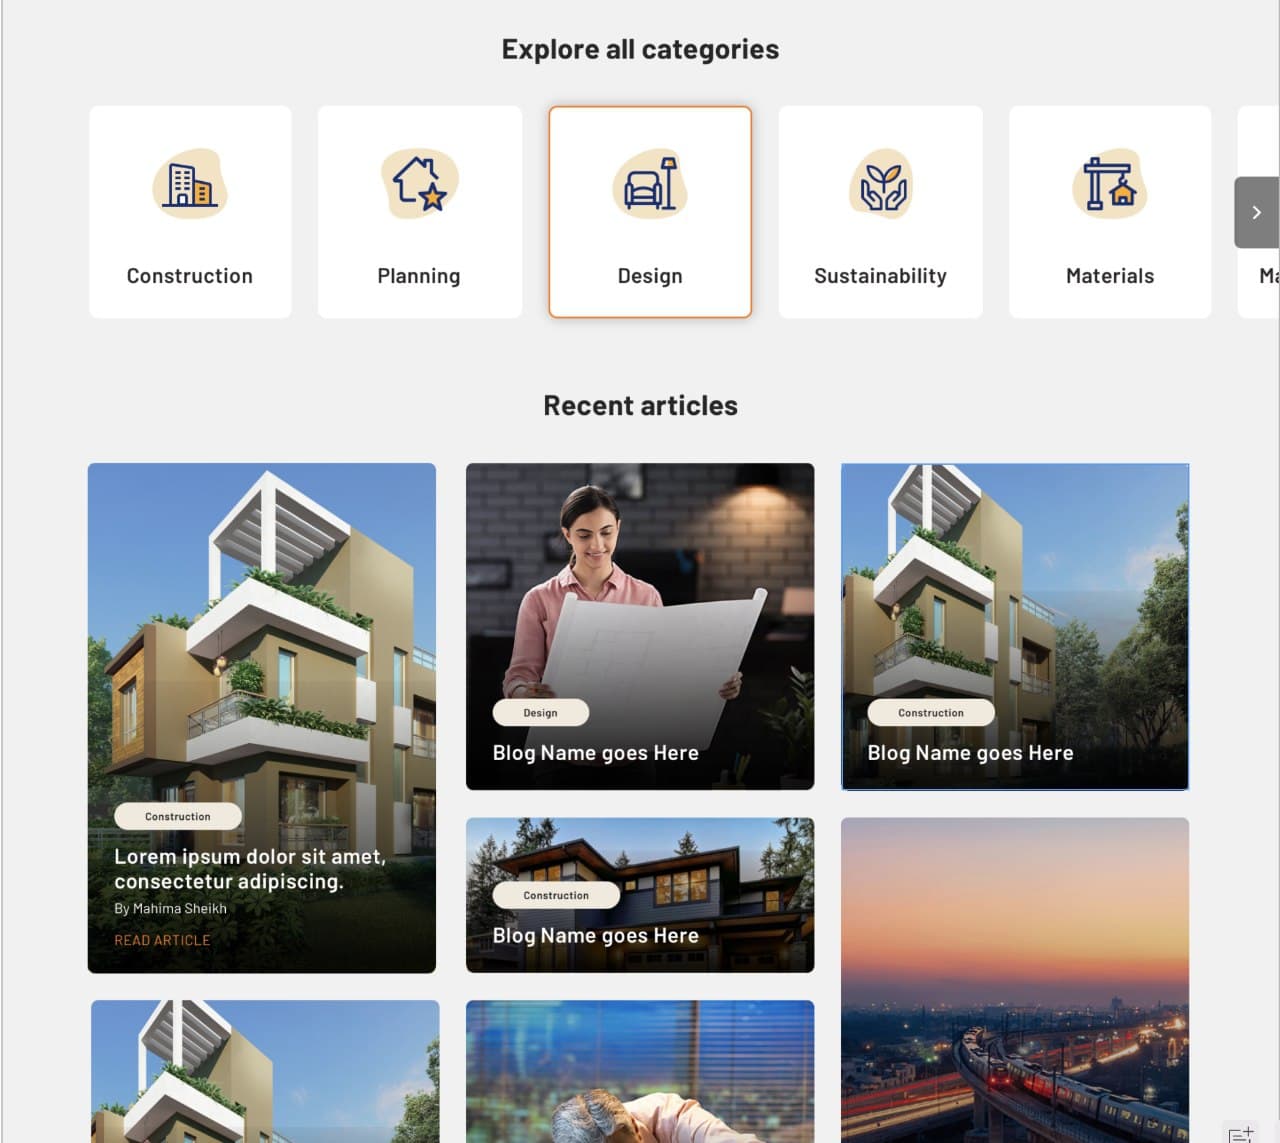 Explore all categories
Construction
Planning
Design
Sustainability
Materials
Recent articles
Construction
Lorem ipsum dolor sit amet,
consectetur adipiscing.
By Mahima Sheikh
READ ARTICLE
Design
Blog Name goes Here
Construction
Blog Name goes Here
Construction
Blog Name goes Here